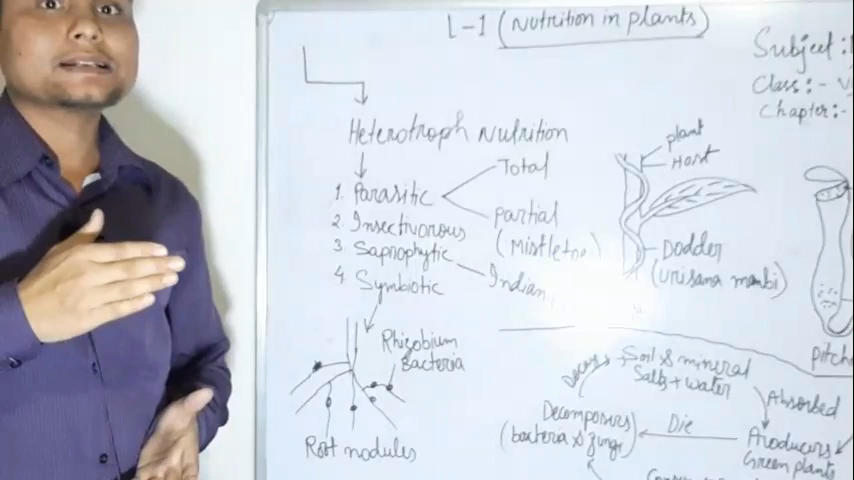 L-1 (Nutrition in plants)
Subject:
Class:- V
Chapter:-
Heterotroph Nutrition
1. Parasitic
Total
partial
(Mistletoe)
2. Insectivorous
3. Saprophytic
Indian
4. Symbiotic
plant
Host
Dodder
Pitch
Rhizobium
Bacteria
Root nodules
Decay
Soil & mineral
Salts + water
Absorbed
Producers
Green plants
Die
Decomposers
(bacteria & fungi)